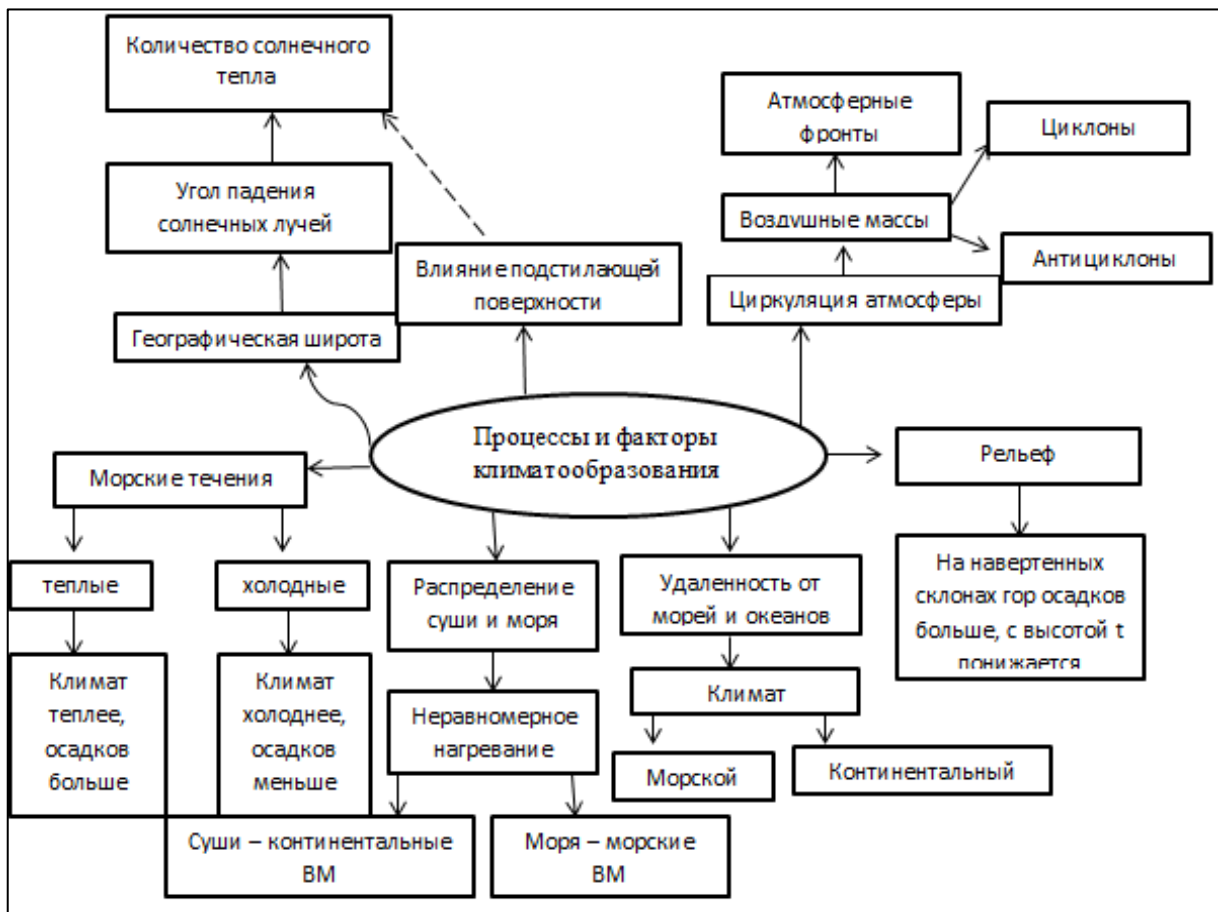 Количество солнечного
тепла
Атмосферные
фронты
Циклоны
Угол падения
солнечных лучей
Воздушные массы
Антициклоны
Влияние подстилающей
поверхности
Циркуляция атмосферы
Географическая широта
Процессы и факторы
климатообразования
Рельеф
Морские течения
На навертенных
склонах гор осадков
больше, с высотой t
понижается
теплые
холодные
Распределение
суши и моря
Удаленность от
морей и океанов
Климат
теплее,
осадков
больше
Климат
холоднее,
осадков
меньше
Неравномерное
нагревание
Климат
Морской
Континентальный
Суши – континентальные
ВМ
Моря – морские
ВМ